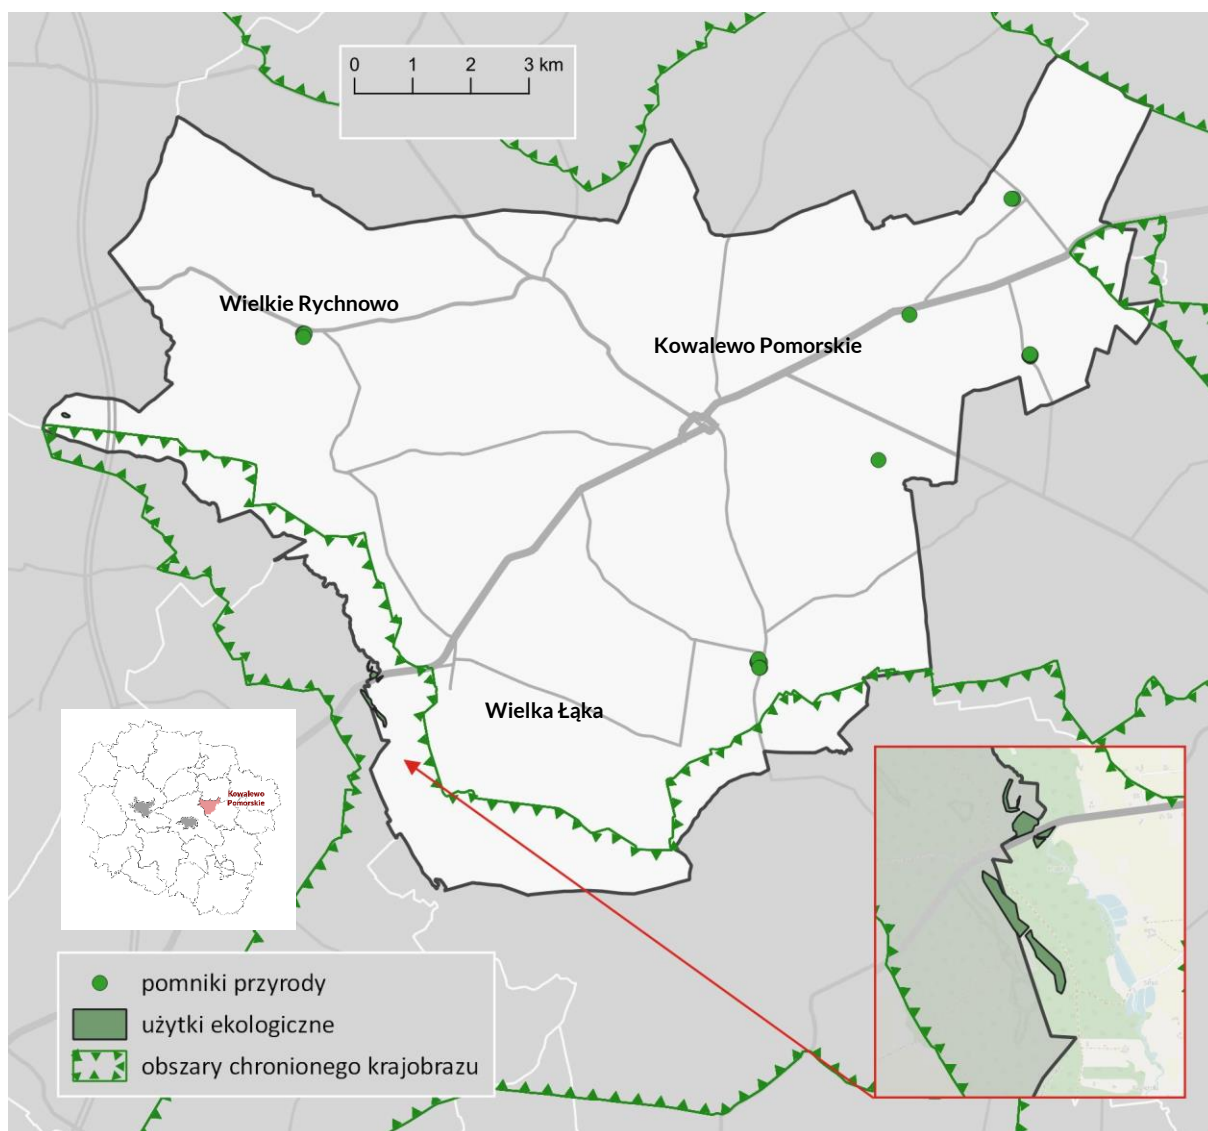 0 1 2 3 km
Wielkie Rychnowo
Kowalewo Pomorskie
Wielka Łąka
Kowalewo
Pomorskie
pomniki przyrody
użytki ekologiczne
obszary chronionego krajobrazu